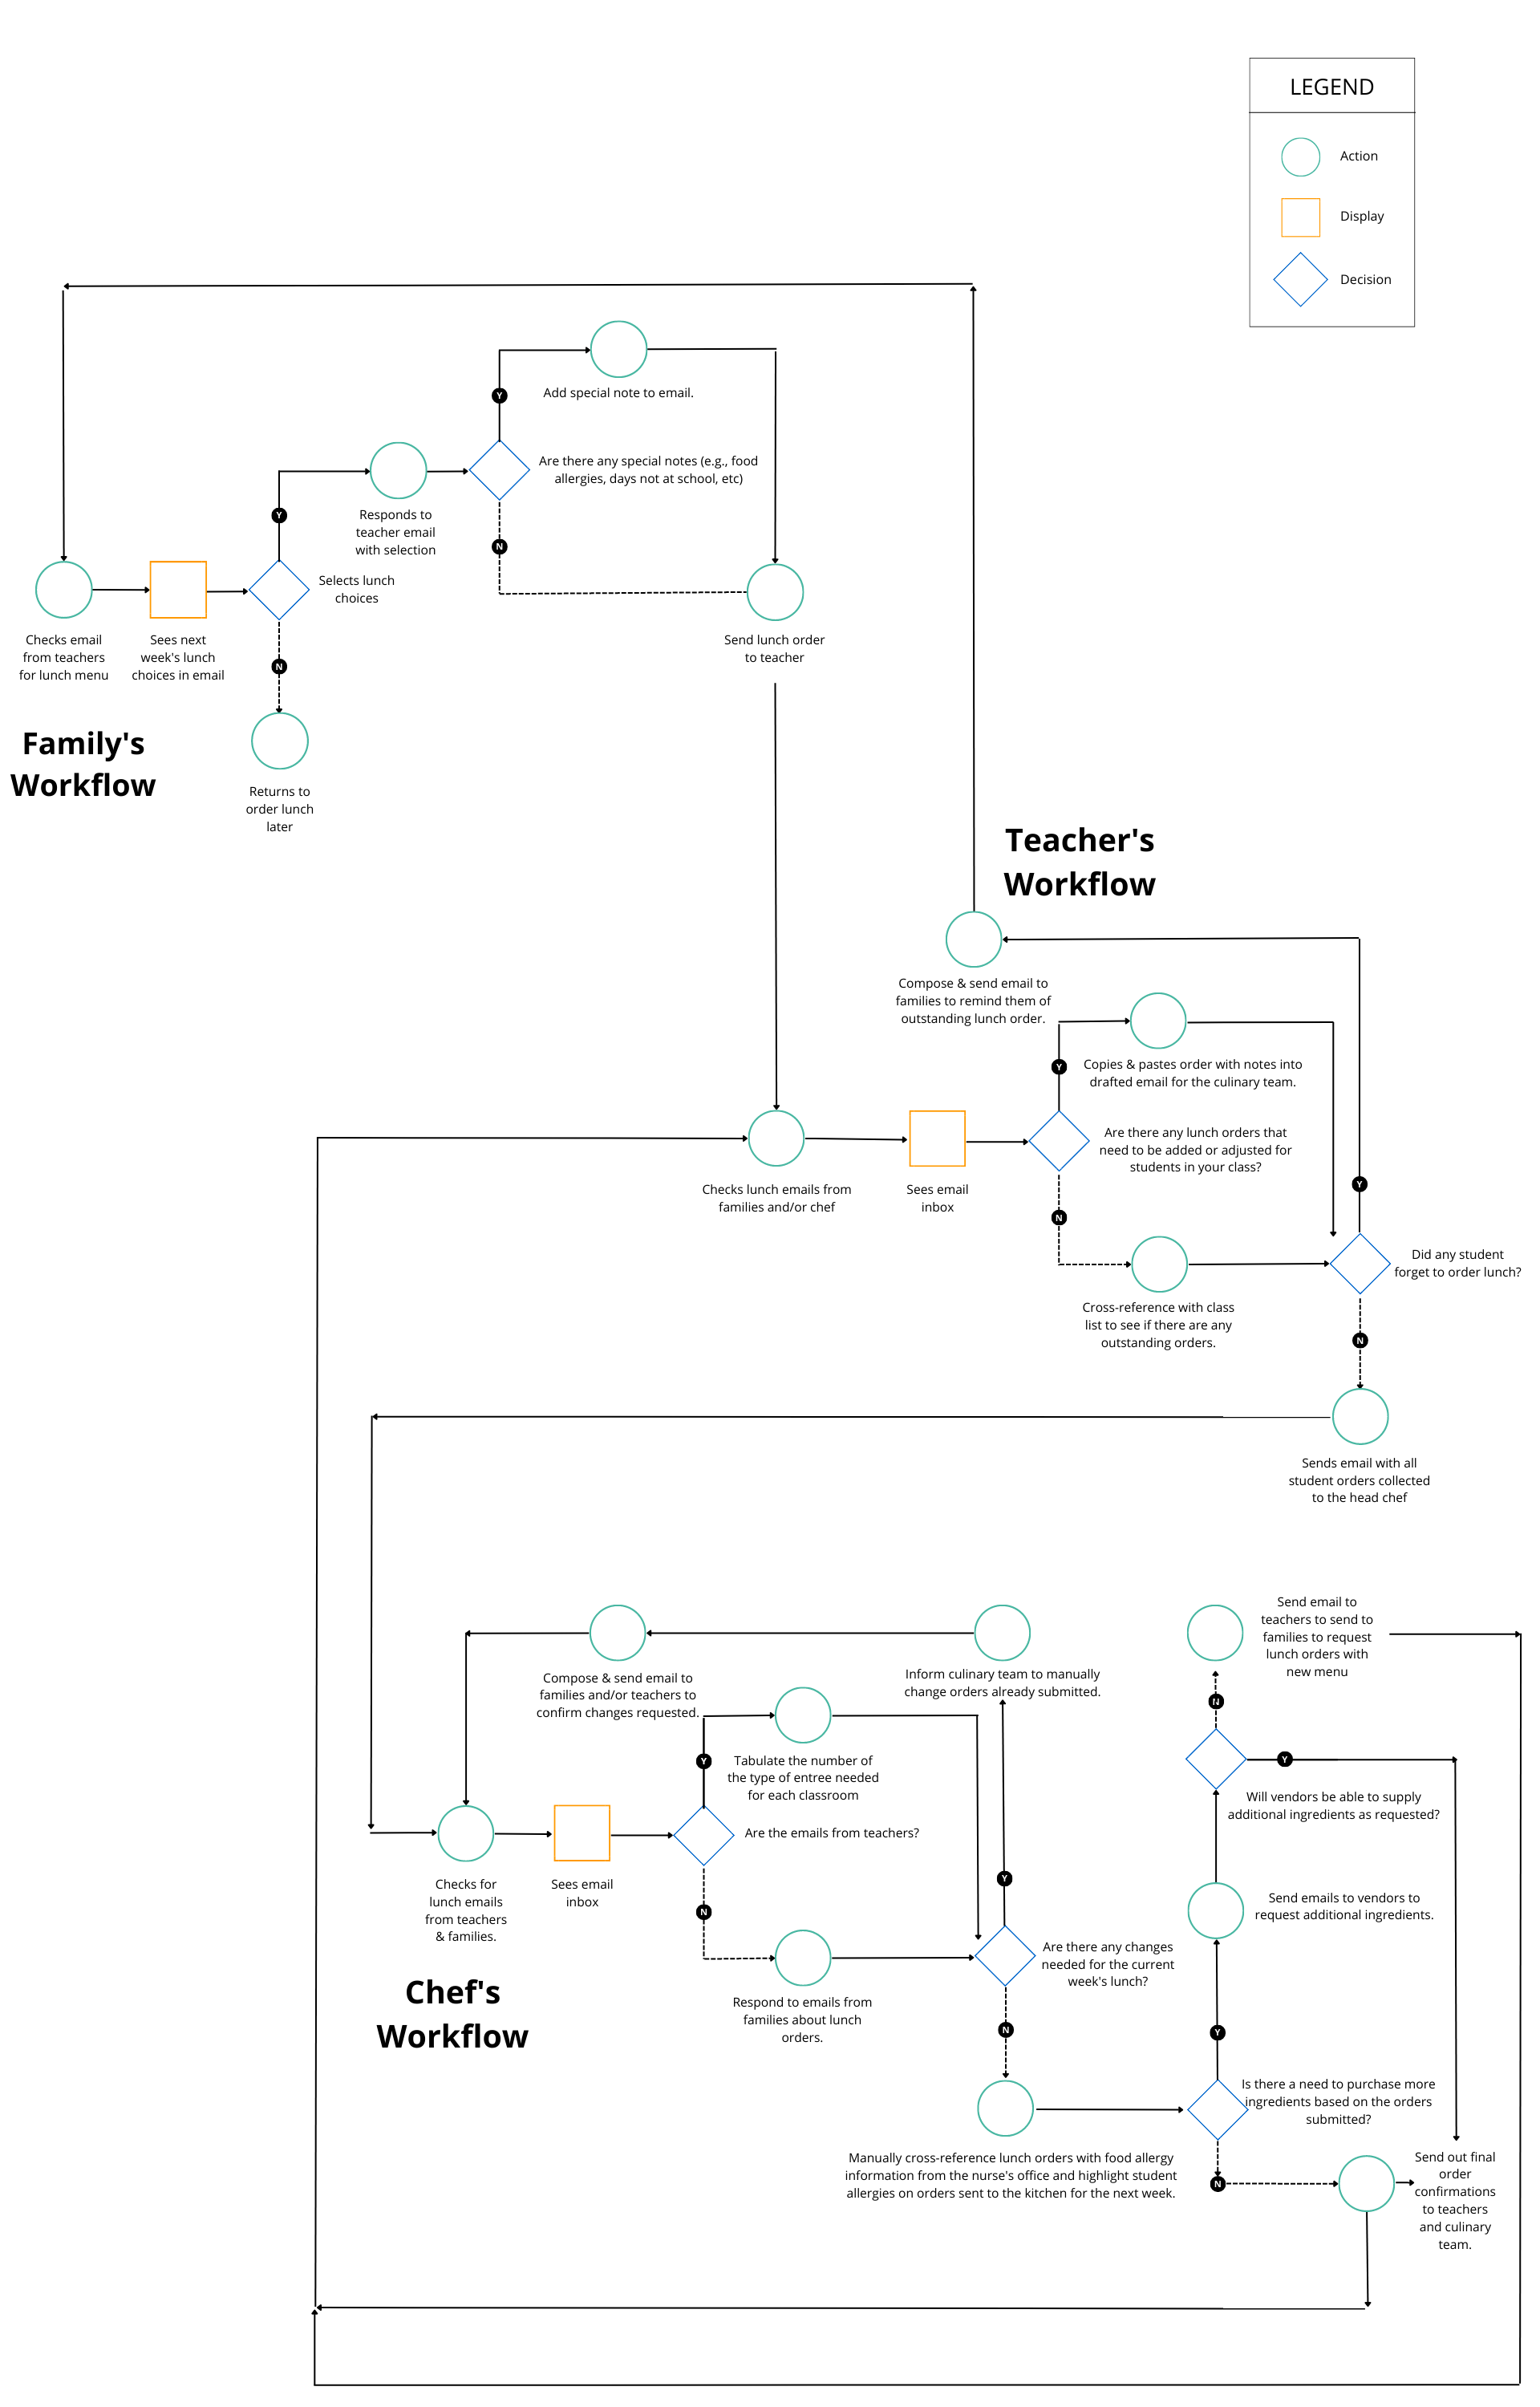 LEGEND
Action
Display
Decision
Add special note to email.
Y
Are there any special notes (e.g., food
allergies, days not at school, etc)
Responds to
teacher email
with selection
Y
N
Selects lunch
choices
Checks email
from teachers
for lunch menu
Sees next
week's lunch
choices in email
N
Send lunch order
to teacher
Family's
Workflow
Returns to
order lunch
later
Teacher's
Workflow
Compose & send email to
families to remind them of
outstanding lunch order.
Y
Copies & pastes order with notes into
drafted email for the culinary team.
Are there any lunch orders that
need to be added or adjusted for
students in your class?
Checks lunch emails from
families and/or chef
Sees email
inbox
N
Y
Did any student
forget to order lunch?
Cross-reference with class
list to see if there are any
outstanding orders.
N
Sends email with all
student orders collected
to the head chef
Send email to
teachers to send to
families to request
lunch orders with
new menu
Compose & send email to
families and/or teachers to
confirm changes requested.
Inform culinary team to manually
change orders already submitted.
N
Y
Tabulate the number of
the type of entree needed
for each classroom
Y
Will vendors be able to supply
additional ingredients as requested?
Are the emails from teachers?
Checks for
lunch emails
from teachers
& families.
Sees email
inbox
N
Y
Send emails to vendors to
request additional ingredients.
Are there any changes
needed for the current
week's lunch?
Chef's
Workflow
Respond to emails from
families about lunch
orders.
N
Y
Is there a need to purchase more
ingredients based on the orders
submitted?
Manually cross-reference lunch orders with food allergy
information from the nurse's office and highlight student
allergies on orders sent to the kitchen for the next week.
N
Send out final
order
confirmations
to teachers
and culinary
team.